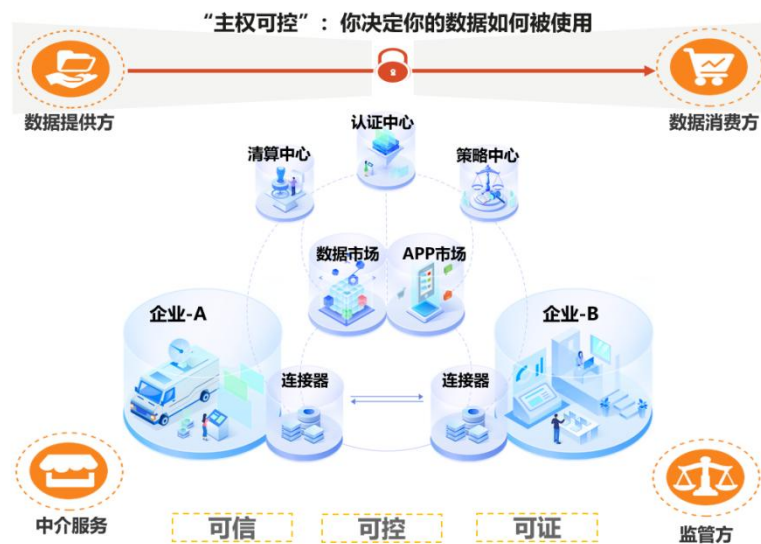 “主权可控”：你决定你的数据如何被使用
数据提供方
数据消费方
认证中心
清算中心
策略中心
数据市场
APP市场
企业-A
企业-B
连接器
连接器
中介服务
可信
可控
可证
监管方